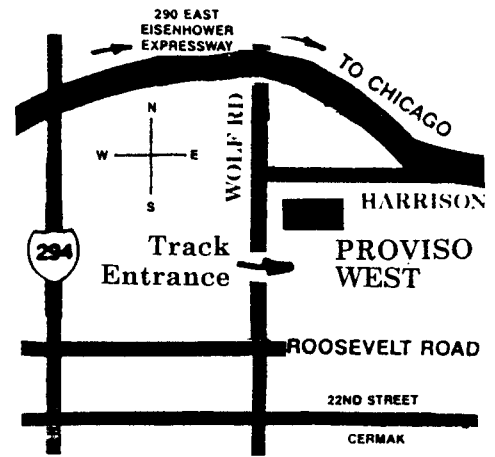 290 EAST
EISENHOWER
EXPRESSWAY
TO CHICAGO
N
W E
S
WOLF RD
HARRISON
294
Track
Entrance
PROVISO
WEST
ROOSEVELT ROAD
22ND STREET
CERMAK